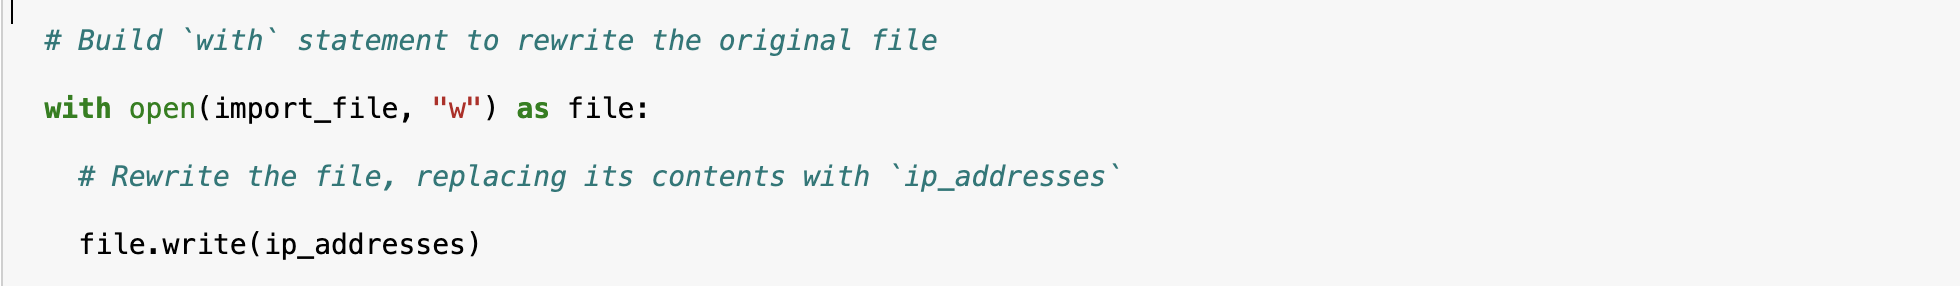 # Build `with` statement to rewrite the original file
with open(import_file, "w") as file:
# Rewrite the file, replacing its contents with `ip_addresses`
file.write(ip_addresses)